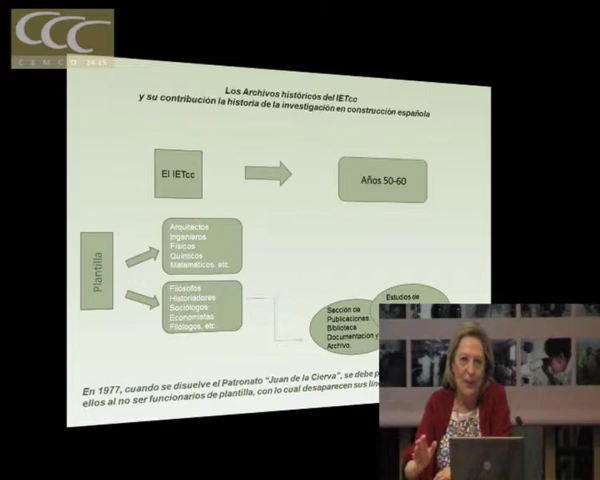 CCC
CEMCO 2015
Los Archivos históricos del IETcc
y su contribución la historia de la investigación en construcción española
El IETcc
Años 50-60
Plantilla
Arquitectos
Ingenieros
Físicos
Químicos
Matemáticos, etc.
Filósofos
Historiadores
Sociólogos
Economistas
Filólogos, etc.
Sección de
Publicaciones
Biblioteca
Documentación y
Archivo.
Estudios de
En 1977, cuando se disuelve el Patronato "Juan de la Cierva", se debe
ellos al no ser funcionarios de plantilla, con lo cual desaparecen sus